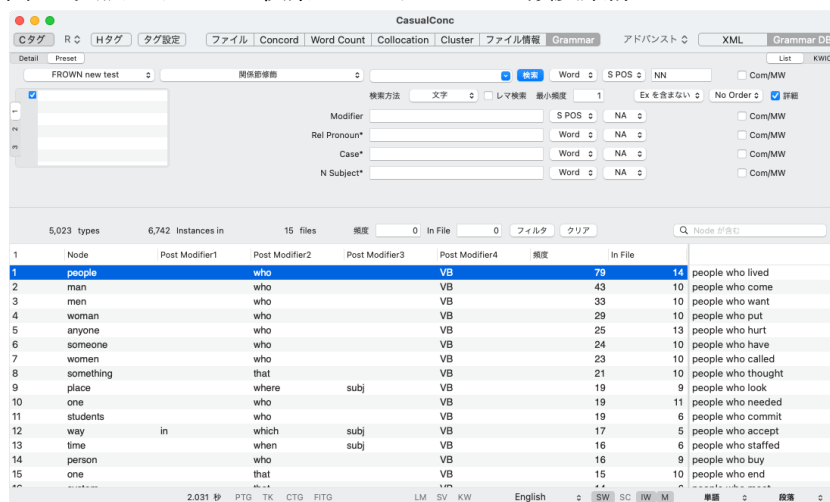 CasualConc
Cタグ R Hタグ タグ設定 ファイル Concord Word Count Collocation Cluster ファイル情報 Grammar アドバンスト XML Grammar DB
Detail Preset List KWIC
FROWN new test 関係節修飾 検索 Word S POS NN Com/MW
検索方法 文字 レマ検索 最小頻度 1 Ex を含まない No Order 詳細
1
2
3
Modifier S POS NA Com/MW
Rel Pronoun* Word NA Com/MW
Case* Word NA Com/MW
N Subject* Word NA Com/MW
5,023 types 6,742 Instances in 15 files 頻度 0 In File 0 フィルタ クリア Node が含む
1 Node Post Modifier1 Post Modifier2 Post Modifier3 Post Modifier4 頻度 In File
1 people who VB 79 14 people who lived
2 man who VB 43 10 people who come
3 men who VB 33 10 people who want
4 woman who VB 29 10 people who put
5 anyone who VB 25 13 people who hurt
6 someone who VB 24 10 people who have
7 women who VB 23 10 people who called
8 something that VB 21 10 people who thought
9 place where subj VB 19 9 people who look
10 one who VB 19 11 people who needed
11 students who VB 19 6 people who commit
12 way in which subj VB 17 5 people who accept
13 time when subj VB 16 6 people who staffed
14 person who VB 16 9 people who buy
15 one that VB 15 10 people who end
2.031 秒 PTG TK CTG FITG LM SV KW English SW SC IW M 単語 段落